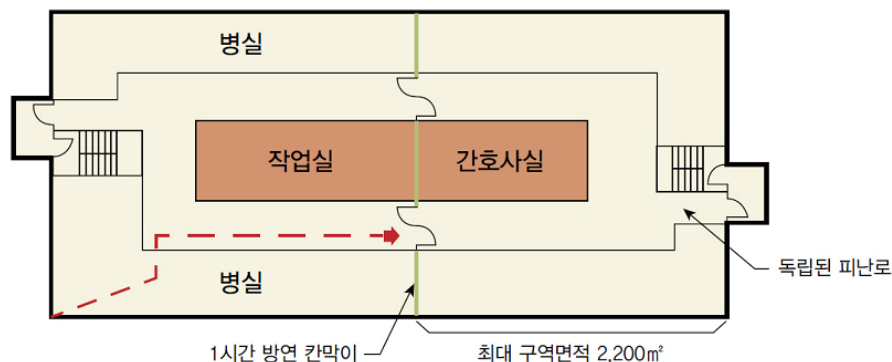 병실
작업실
간호사실
병실
독립된 피난로
1시간 방연 칸막이
최대 구역면적 2,200㎡